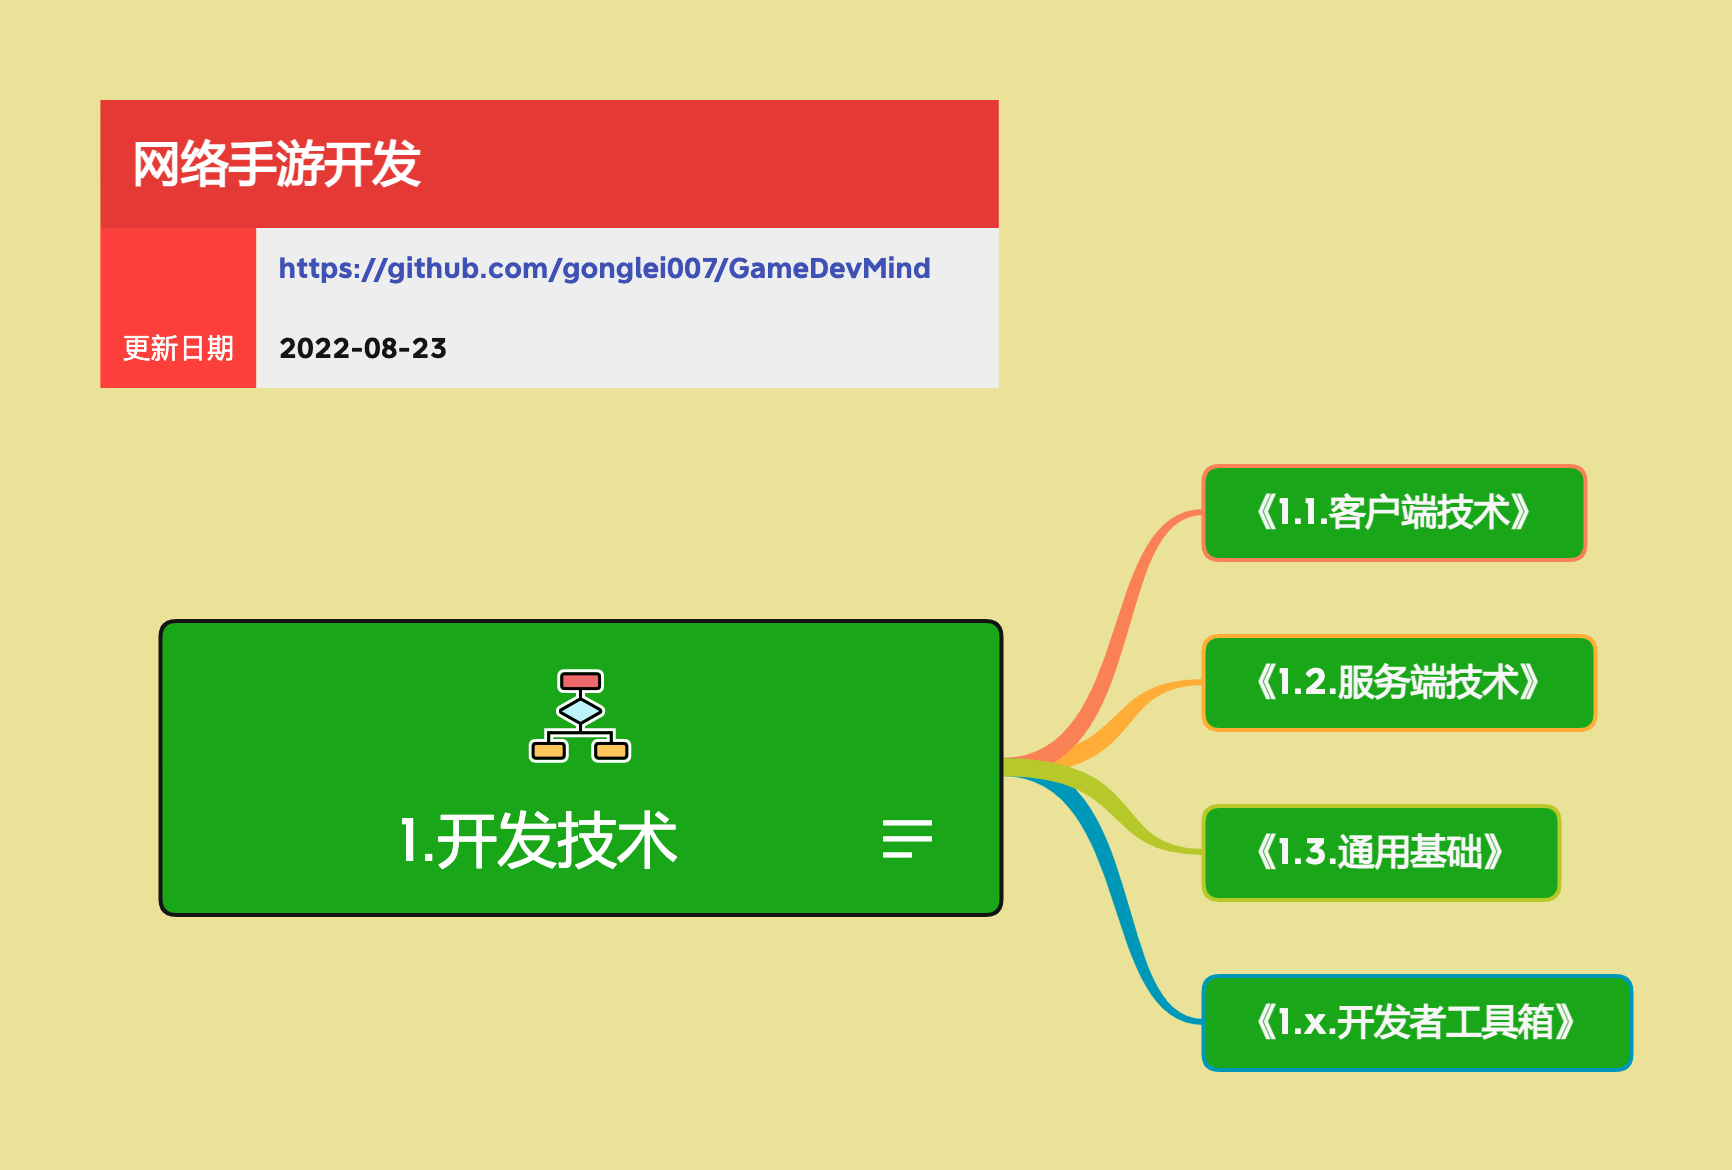 网络手游开发
https://github.com/gonglei007/GameDevMind
更新日期 2022-08-23
1.开发技术
《1.1.客户端技术》
《1.2.服务端技术》
《1.3.通用基础》
《1.x.开发者工具箱》